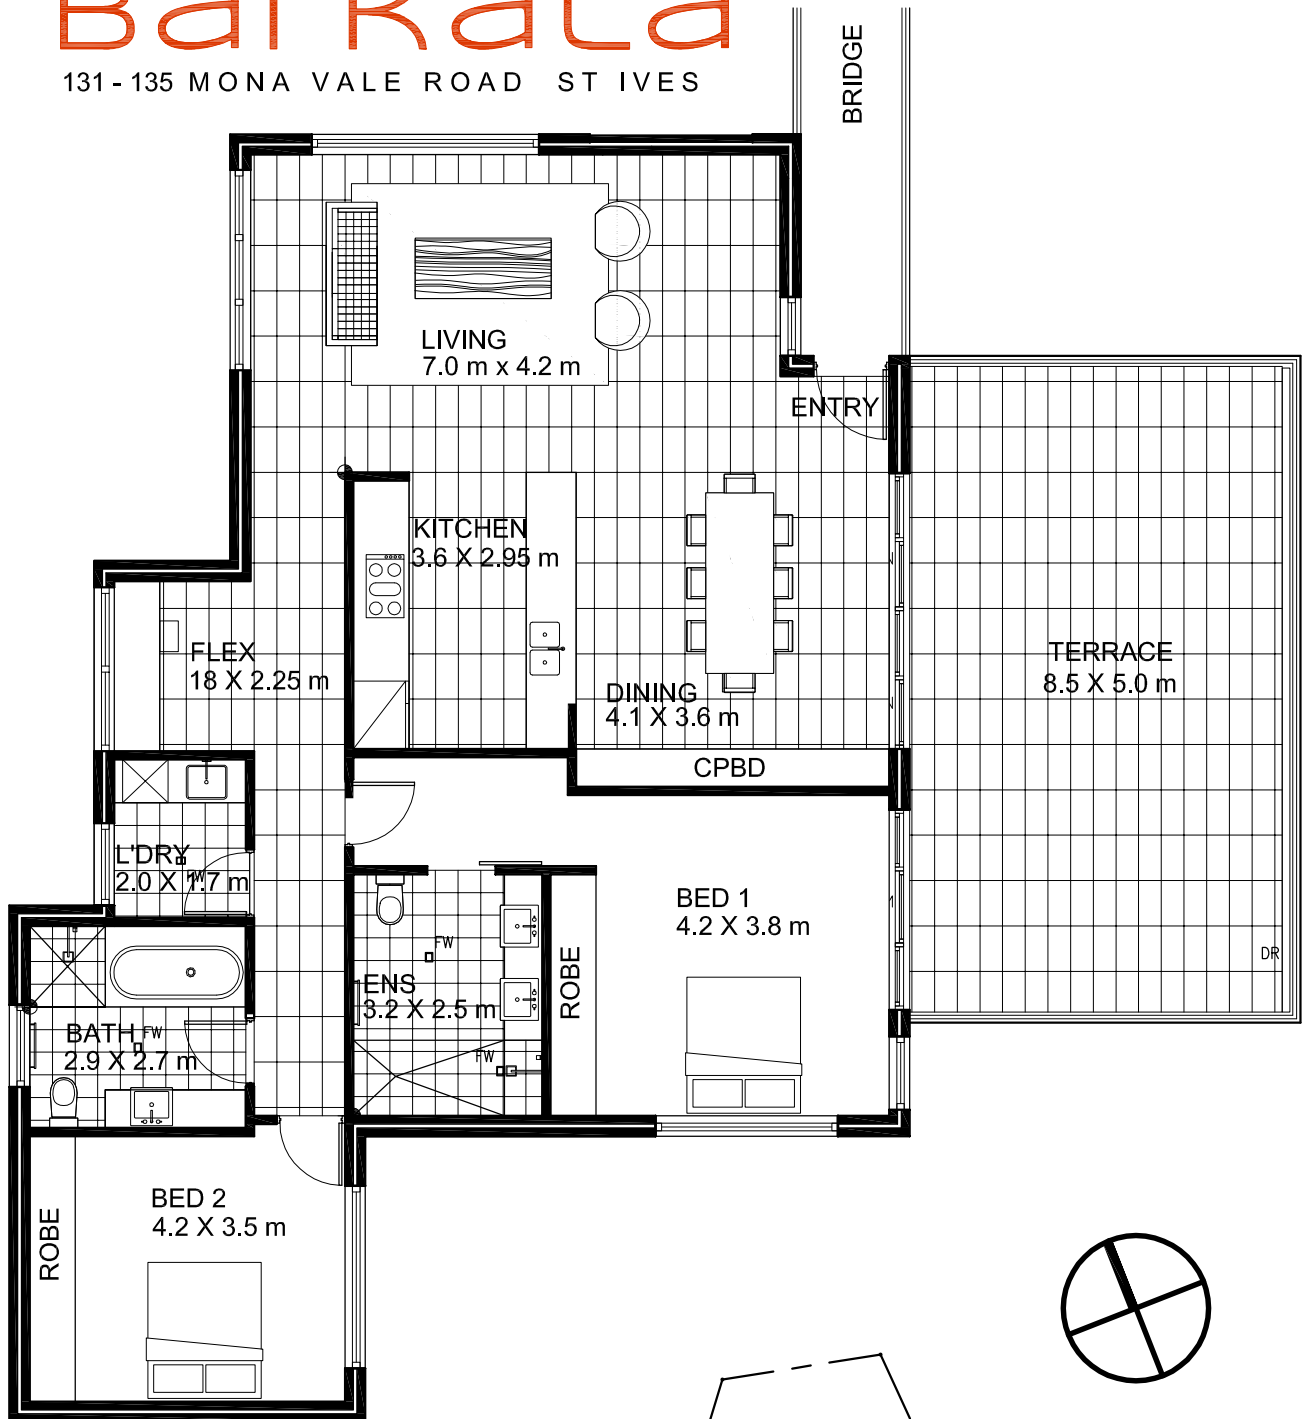 Barkala
131 - 135 MONA VALE ROAD ST IVES
BRIDGE
LIVING
7.0 m x 4.2 m
ENTRY
KITCHEN
3.6 X 2.95 m
FLEX
18 X 2.25 m
DINING
4.1 X 3.6 m
TERRACE
8.5 X 5.0 m
CPBD
L'DRY
2.0 X 1.7 m
FW
BED 1
4.2 X 3.8 m
ROBE
FW
ENS
3.2 X 2.5 m
FW
DR
BATH
FW
2.9 X 2.7 m
BED 2
4.2 X 3.5 m
ROBE